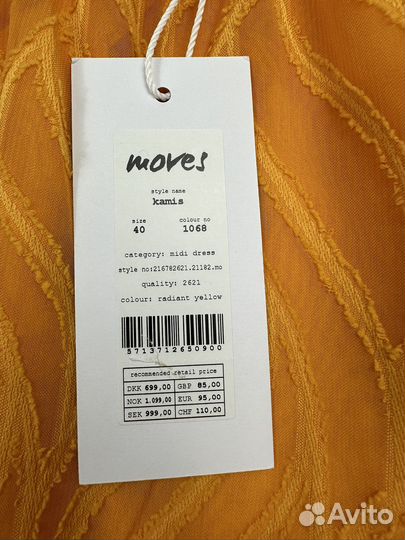 moves
style name
kamis
size colour no
40 1068
category: midi dress
style no:216782621.21182.mo
quality: 2621
colour: radiant yellow
5713712650900
recommended retail price
DKK 699,00 GBP 85,00
NOK 1.099,00 EUR 95,00
SEK 999,00 CHF 110,00
Avito